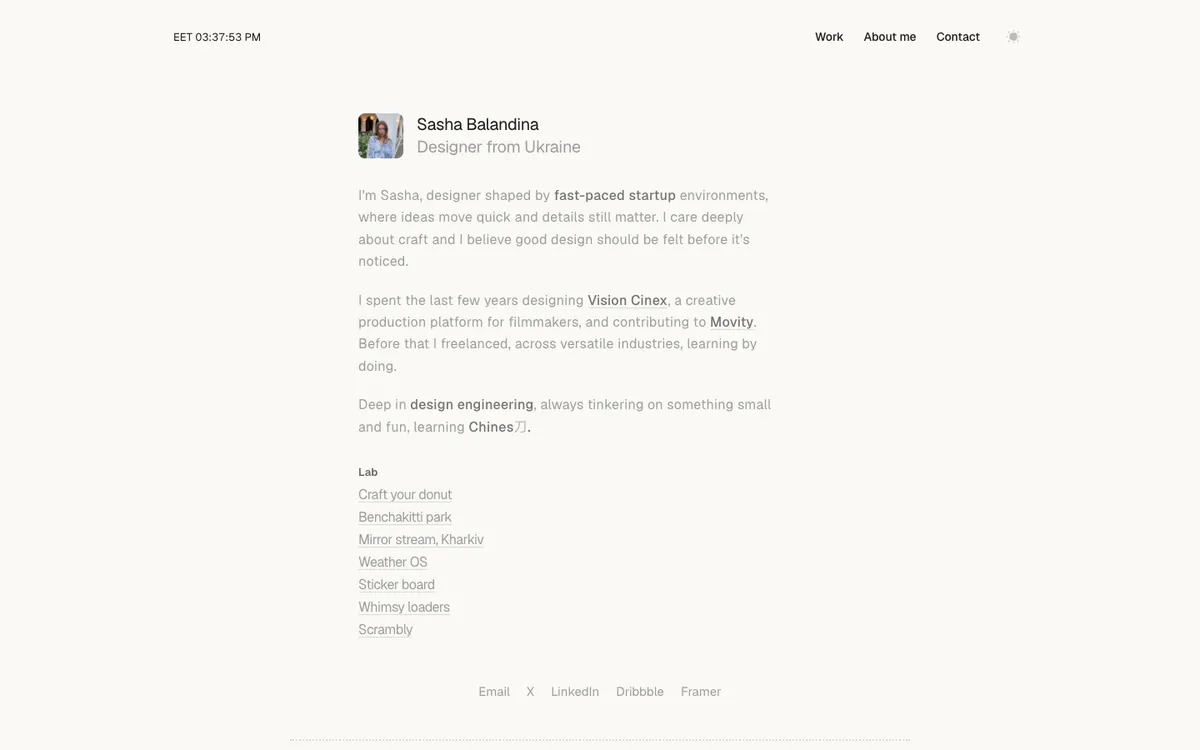 EET 03:37:53 PM
Work About me Contact
Sasha Balandina
Designer from Ukraine
I'm Sasha, designer shaped by fast-paced startup environments,
where ideas move quick and details still matter. I care deeply
about craft and I believe good design should be felt before it's
noticed.
I spent the last few years designing Vision Cinex, a creative
production platform for filmmakers, and contributing to Movity.
Before that I freelanced, across versatile industries, learning by
doing.
Deep in design engineering, always tinkering on something small
and fun, learning Chines刀.
Lab
Craft your donut
Benchakitti park
Mirror stream, Kharkiv
Weather OS
Sticker board
Whimsy loaders
Scrambly
Email X LinkedIn Dribbble Framer